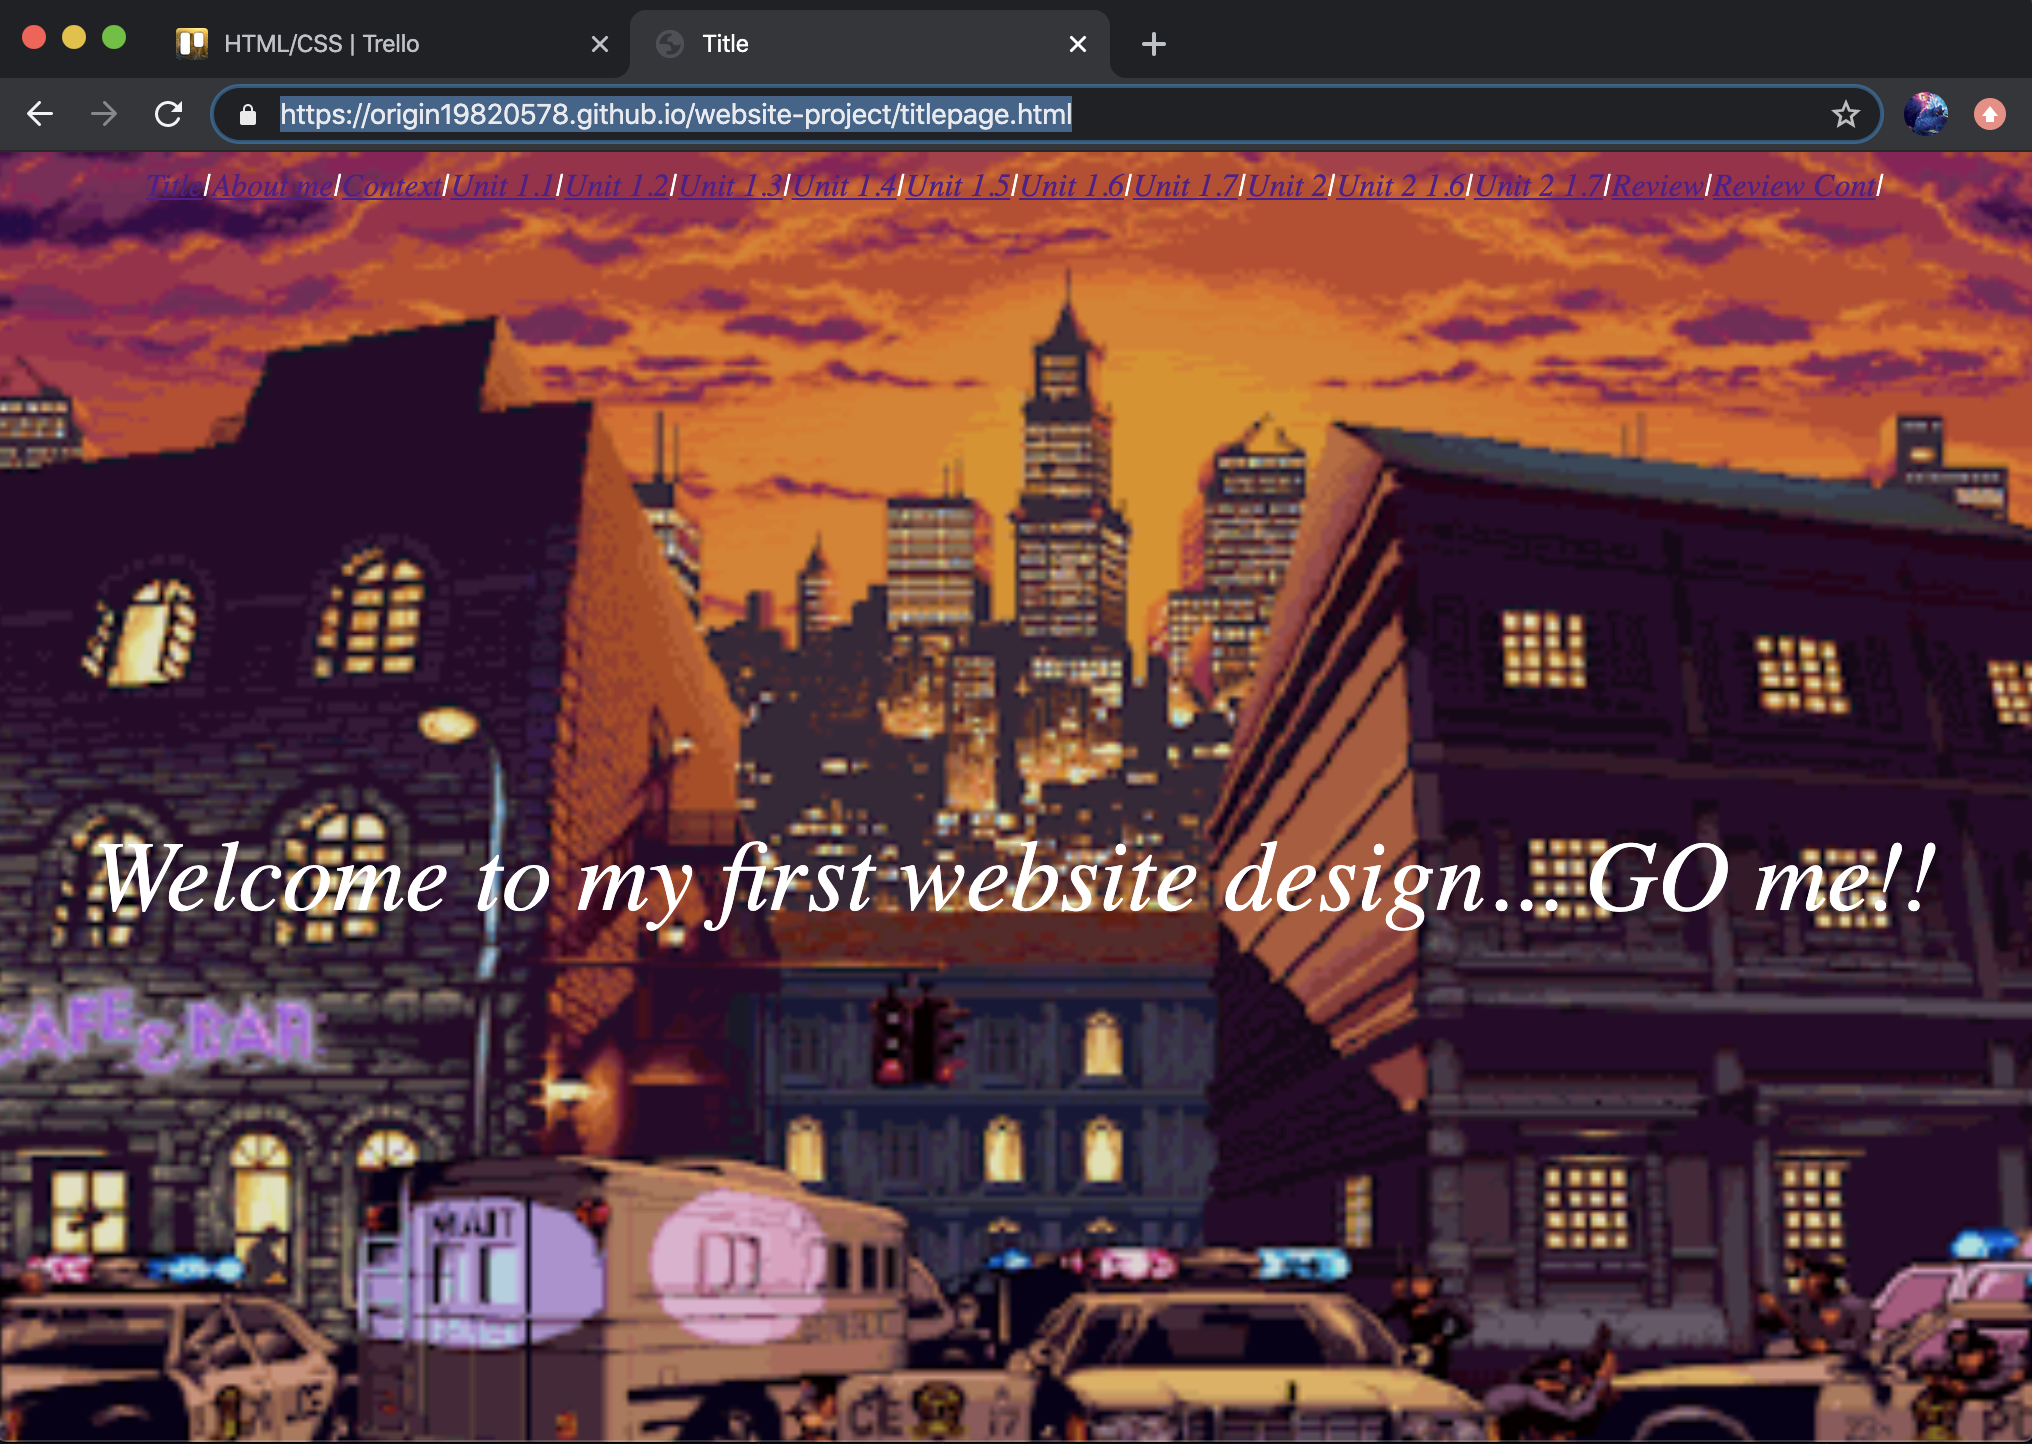 HTML/CSS | Trello
Title
https://origin19820578.github.io/website-project/titlepage.html
Title/About me/Context/Unit 1.1/Unit 1.2/Unit 1.3/Unit 1.4/Unit 1.5/Unit 1.6/Unit 1.7/Unit 2/Unit 2 1.6/Unit 2 1.7/Review/Review Cont/
Welcome to my first website design... GO me!!
CAFE & BAR